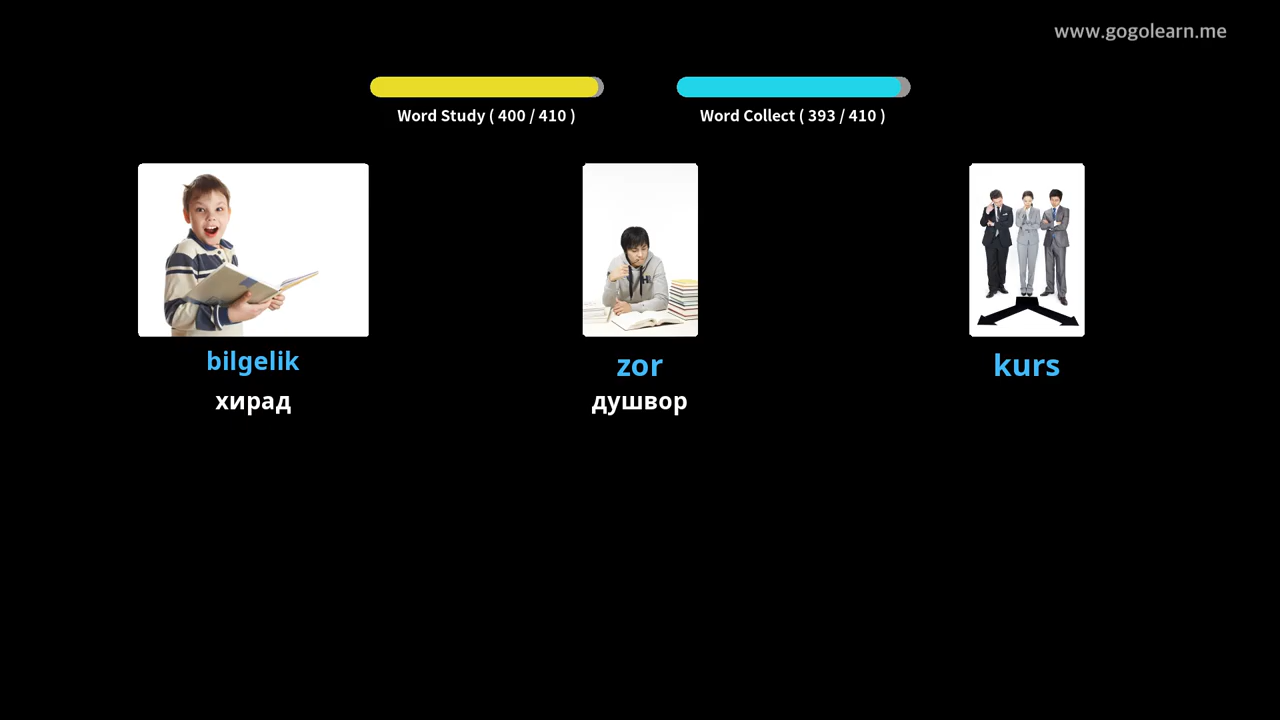 www.gogolearn.me
Word Study ( 400 / 410 )
Word Collect ( 393 / 410 )
bilgelik
zor
kurs
хирад
душвор